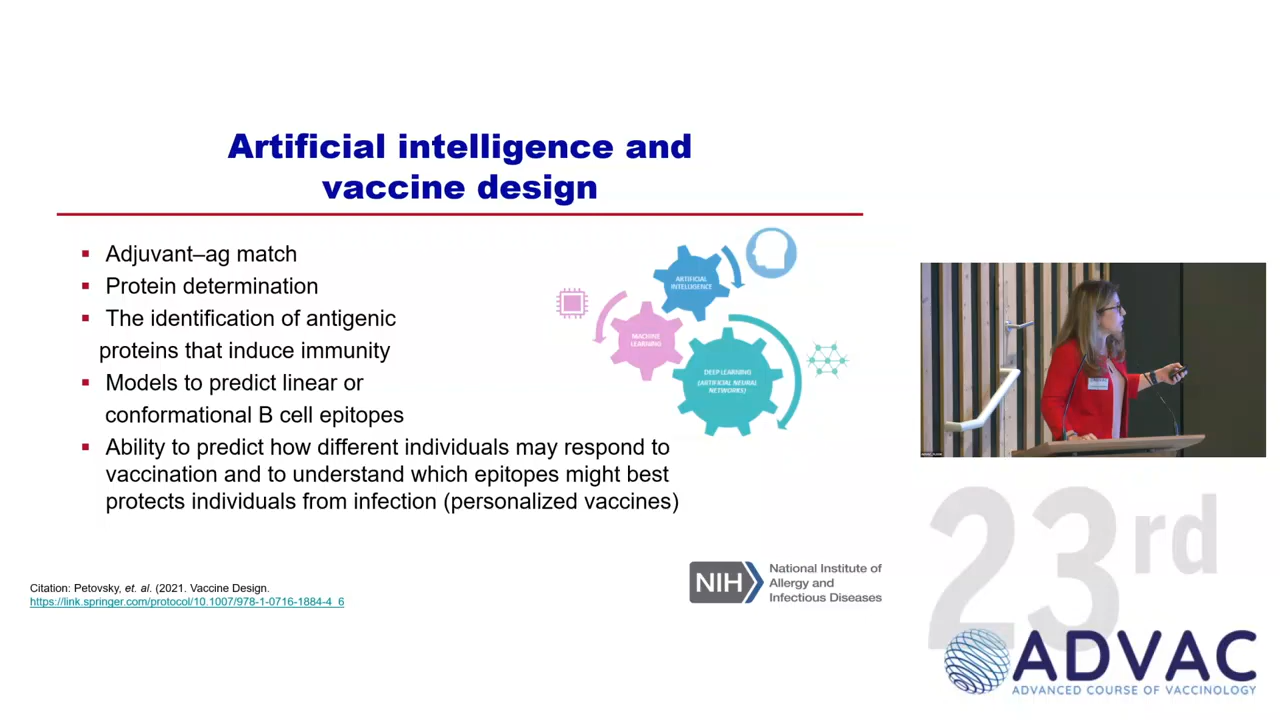 Artificial intelligence and
vaccine design
Adjuvant–ag match
Protein determination
The identification of antigenic
proteins that induce immunity
Models to predict linear or
conformational B cell epitopes
Ability to predict how different individuals may respond to
vaccination and to understand which epitopes might best
protects individuals from infection (personalized vaccines)
ARTIFICIAL
INTELLIGENCE
MACHINE
LEARNING
DEEP LEARNING
(ARTIFICIAL NEURAL
NETWORKS)
Citation: Petovsky, et. al. (2021. Vaccine Design.
https://link.springer.com/protocol/10.1007/978-1-0716-1884-4_6
NIH
National Institute of
Allergy and
Infectious Diseases
23rd
ADVAC
ADVANCED COURSE OF VACCINOLOGY